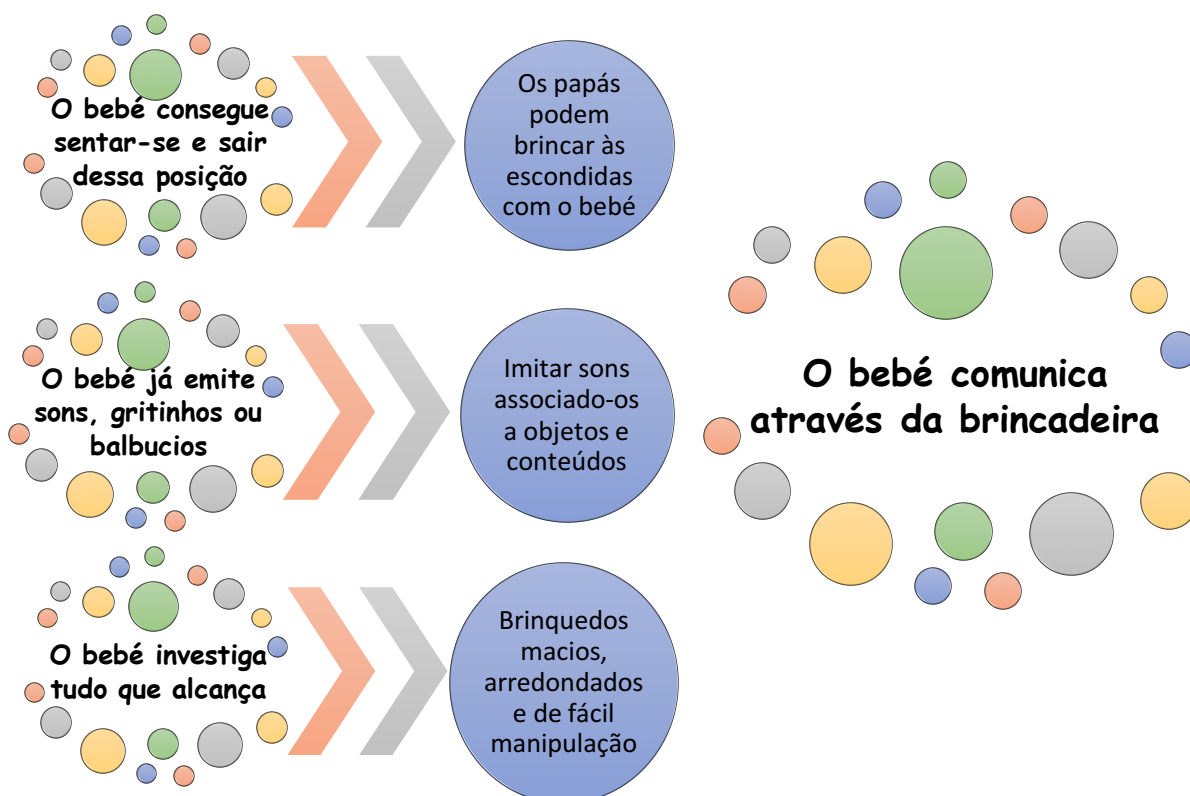 O bebé consegue
sentar-se e sair
dessa posição
Os papás
podem
brincar às
escondidas
com o bebé
O bebé já emite
sons, gritinhos ou
balbucios
Imitar sons
associado-os
a objetos e
conteúdos
O bebé investiga
tudo que alcança
Brinquedos
macios,
arredondados
e de fácil
manipulação
O bebé comunica
através da brincadeira